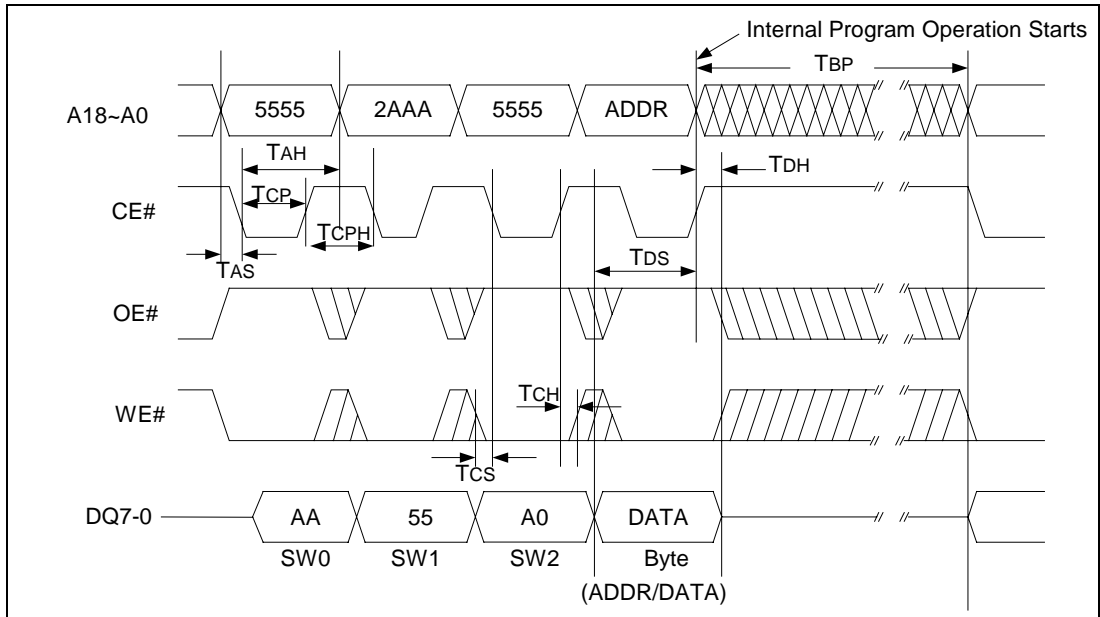 Internal Program Operation Starts
TBP
A18~A0
5555
2AAA
5555
ADDR
TAH
TDH
CE#
TCP
TCPH
TAS
TDS
OE#
WE#
TCH
TCS
DQ7-0
AA
55
A0
DATA
SW0
SW1
SW2
Byte
(ADDR/DATA)